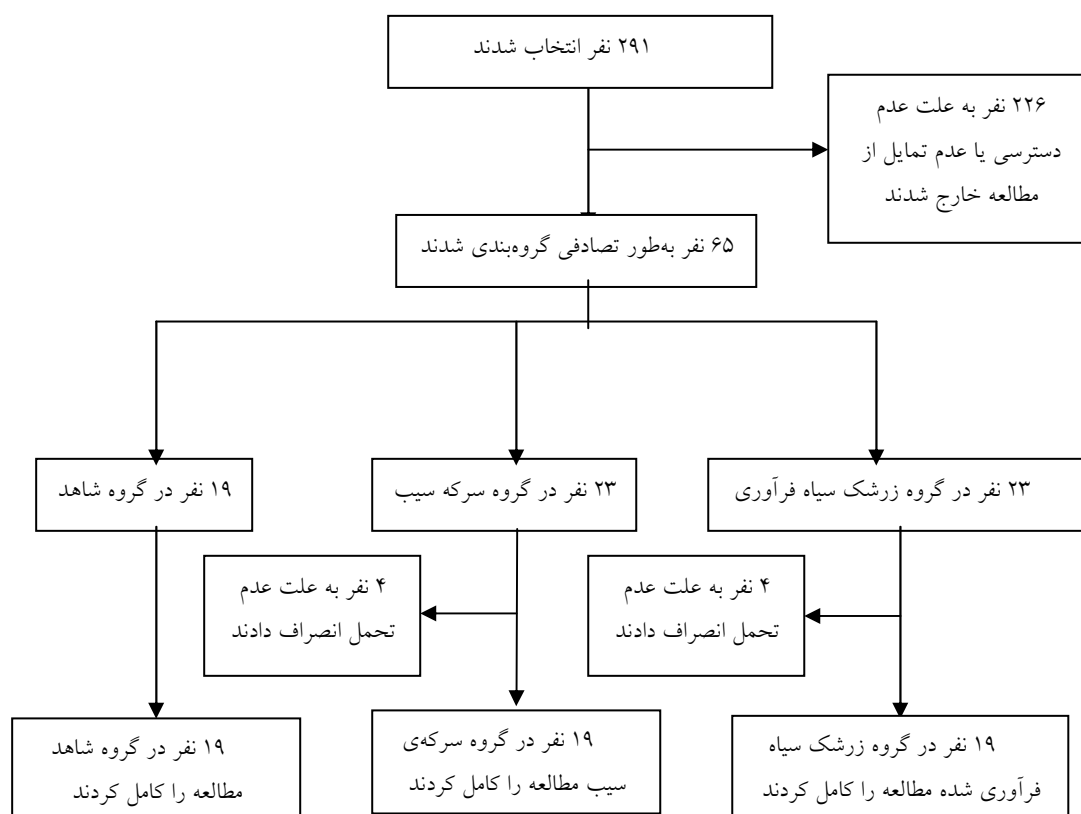 ۲۹۱ نفر انتخاب شدند
۲۲۶ نفر به علت عدم
دسترسی یا عدم تمایل از
مطالعه خارج شدند
۶۵ نفر به‌طور تصادفی گروه‌بندی شدند
۲۳ نفر در گروه زرشک سیاه فرآوری
۲۳ نفر در گروه سرکه سیب
۱۹ نفر در گروه شاهد
۴ نفر به علت عدم
تحمل انصراف دادند
۴ نفر به علت عدم
تحمل انصراف دادند
۱۹ نفر در گروه زرشک سیاه
فرآوری شده مطالعه را کامل کردند
۱۹ نفر در گروه سرکه‌ی
سیب مطالعه را کامل کردند
۱۹ نفر در گروه شاهد
مطالعه را کامل کردند